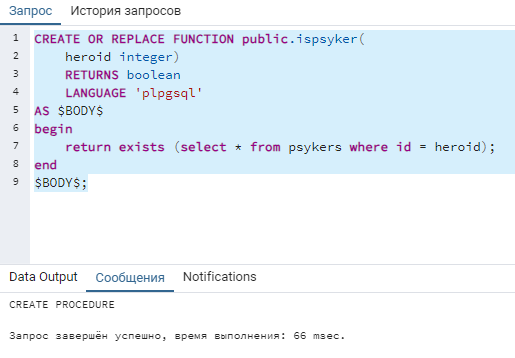 Запрос История запросов
1 CREATE OR REPLACE FUNCTION public.ispsyker(
2 heroid integer)
3 RETURNS boolean
4 LANGUAGE 'plpgsql'
5 AS $BODY$
6 begin
7 return exists (select * from psykers where id = heroid);
8 end
9 $BODY$;
Data Output Сообщения Notifications
CREATE PROCEDURE
Запрос завершён успешно, время выполнения: 66 msec.